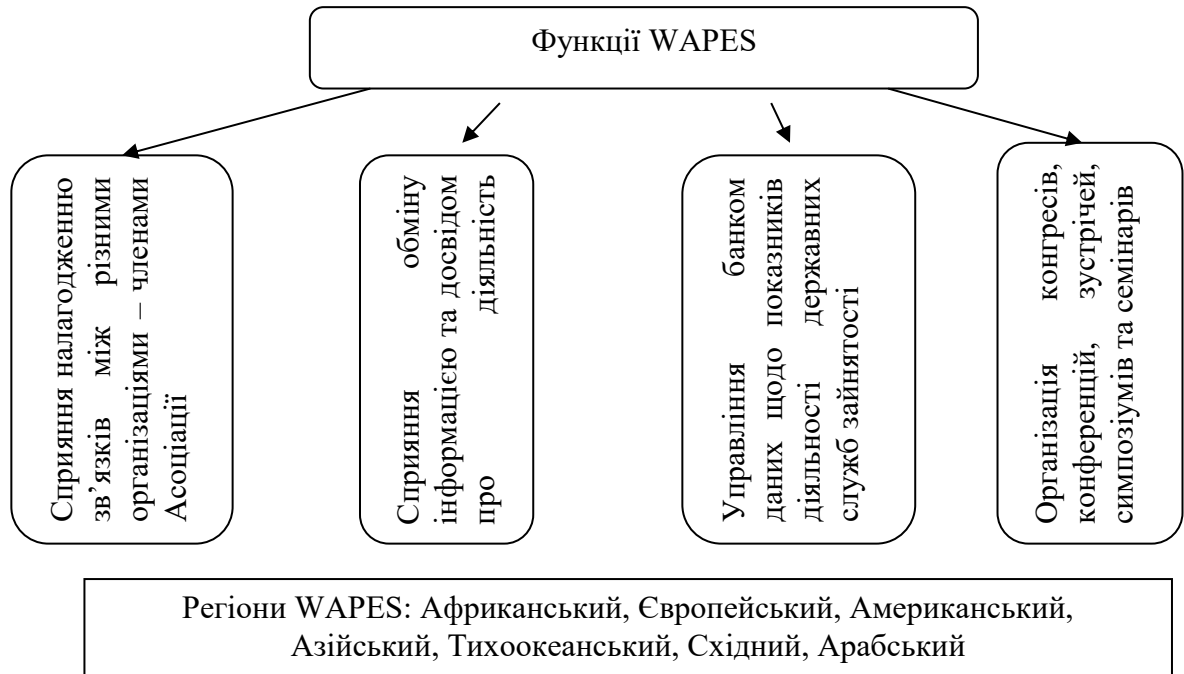 Функції WAPES
Сприяння налагодженню
зв’язків між різними
організаціями – членами
Асоціації
Сприяння обміну
інформацією та досвідом
про діяльність
Управління банком
даних щодо показників
діяльності державних
служб зайнятості
Організація конгресів,
конференцій, зустрічей,
симпозіумів та семінарів
Регіони WAPES: Африканський, Європейський, Американський,
Азійський, Тихоокеанський, Східний, Арабський